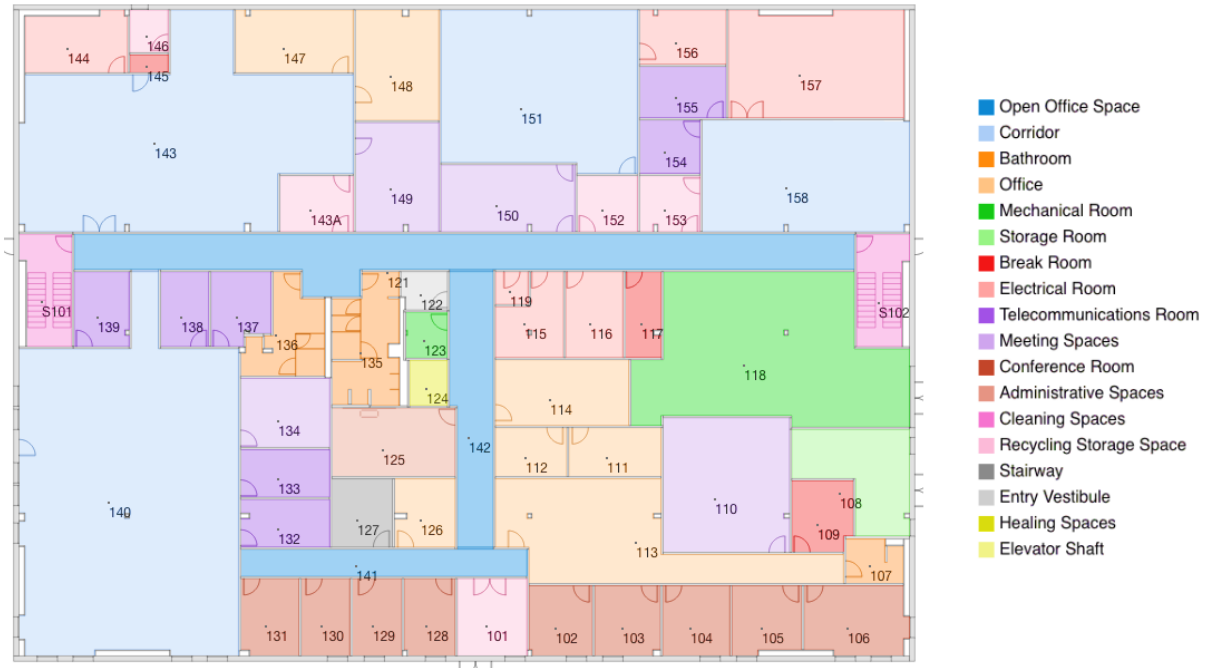 144
146
145
147
148
151
156
155
157
143
149
154
158
143A
150
152
153
S101
139
138
137
136
121
122
135
123
124
119
115
116
117
118
S102
114
134
125
142
112
111
133
140
127
126
132
110
108
109
113
107
141
131
130
129
128
101
102
103
104
105
106
Open Office Space
Corridor
Bathroom
Office
Mechanical Room
Storage Room
Break Room
Electrical Room
Telecommunications Room
Meeting Spaces
Conference Room
Administrative Spaces
Cleaning Spaces
Recycling Storage Space
Stairway
Entry Vestibule
Healing Spaces
Elevator Shaft